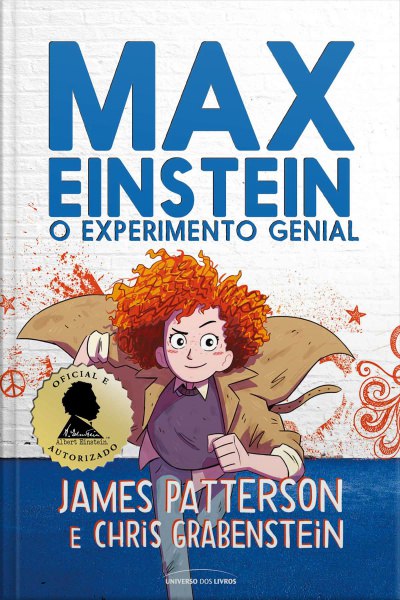 MAX
EINSTEIN
O EXPERIMENTO GENIAL
OFICIAL E
Albert Einstein
AUTORIZADO
JAMES PATTERSON
E CHRIS GRABENSTEIN
UNIVERSO DOS LIVROS